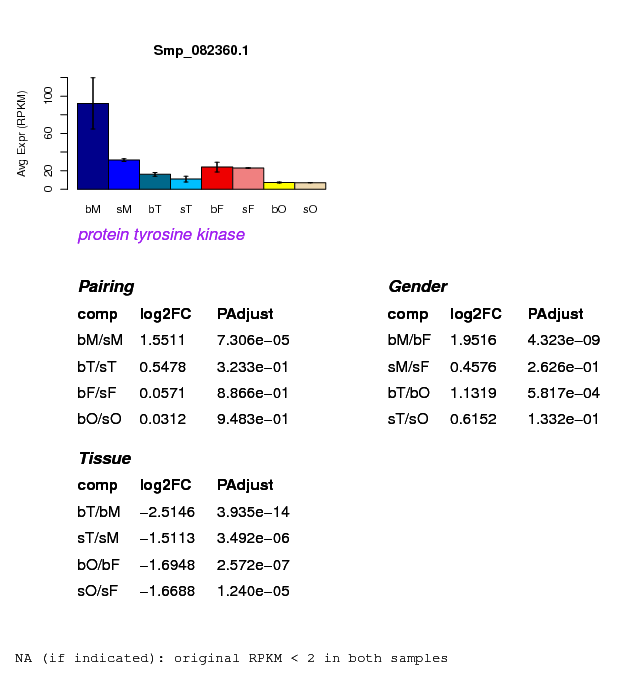 Smp_082360.1
Avg Expr (RPKM)
0 20 60 100
bM sM bT sT bF sF bO sO
protein tyrosine kinase
Pairing
comp log2FC PAdjust
bM/sM 1.5511 7.306e−05
bT/sT 0.5478 3.233e−01
bF/sF 0.0571 8.866e−01
bO/sO 0.0312 9.483e−01
Gender
comp log2FC PAdjust
bM/bF 1.9516 4.323e−09
sM/sF 0.4576 2.626e−01
bT/bO 1.1319 5.817e−04
sT/sO 0.6152 1.332e−01
Tissue
comp log2FC PAdjust
bT/bM −2.5146 3.935e−14
sT/sM −1.5113 3.492e−06
bO/bF −1.6948 2.572e−07
sO/sF −1.6688 1.240e−05
NA (if indicated): original RPKM < 2 in both samples